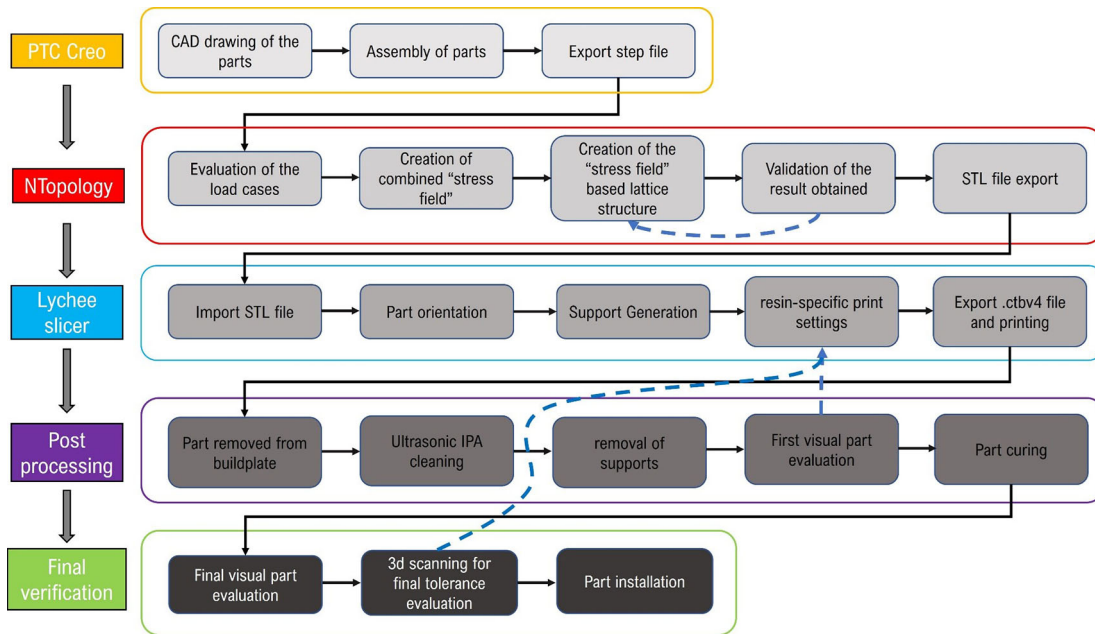 PTC Creo
CAD drawing of the
parts
Assembly of parts
Export step file
NTopology
Evaluation of the
load cases
Creation of
combined “stress
field”
Creation of the
“stress field”
based lattice
structure
Validation of the
result obtained
STL file export
Lychee
slicer
Import STL file
Part orientation
Support Generation
resin-specific print
settings
Export .ctbv4 file
and printing
Post
processing
Part removed from
buildplate
Ultrasonic IPA
cleaning
removal of
supports
First visual part
evaluation
Part curing
Final
verification
Final visual part
evaluation
3d scanning for
final tolerance
evaluation
Part installation